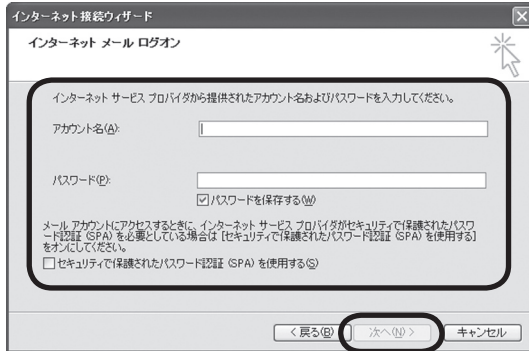 インターネット接続ウィザード
インターネット メール ログオン
インターネット サービス プロバイダから提供されたアカウント名およびパスワードを入力してください。
アカウント名(A):
パスワード(P):
パスワードを保存する(W)
メール アカウントにアクセスするときに、インターネット サービス プロバイダがセキュリティで保護されたパスワ
ード認証 (SPA) を必要としている場合は [セキュリティで保護されたパスワード認証 (SPA) を使用する]
をオンにしてください。
セキュリティで保護されたパスワード認証 (SPA) を使用する(S)
< 戻る(B) 次へ(N) > キャンセル